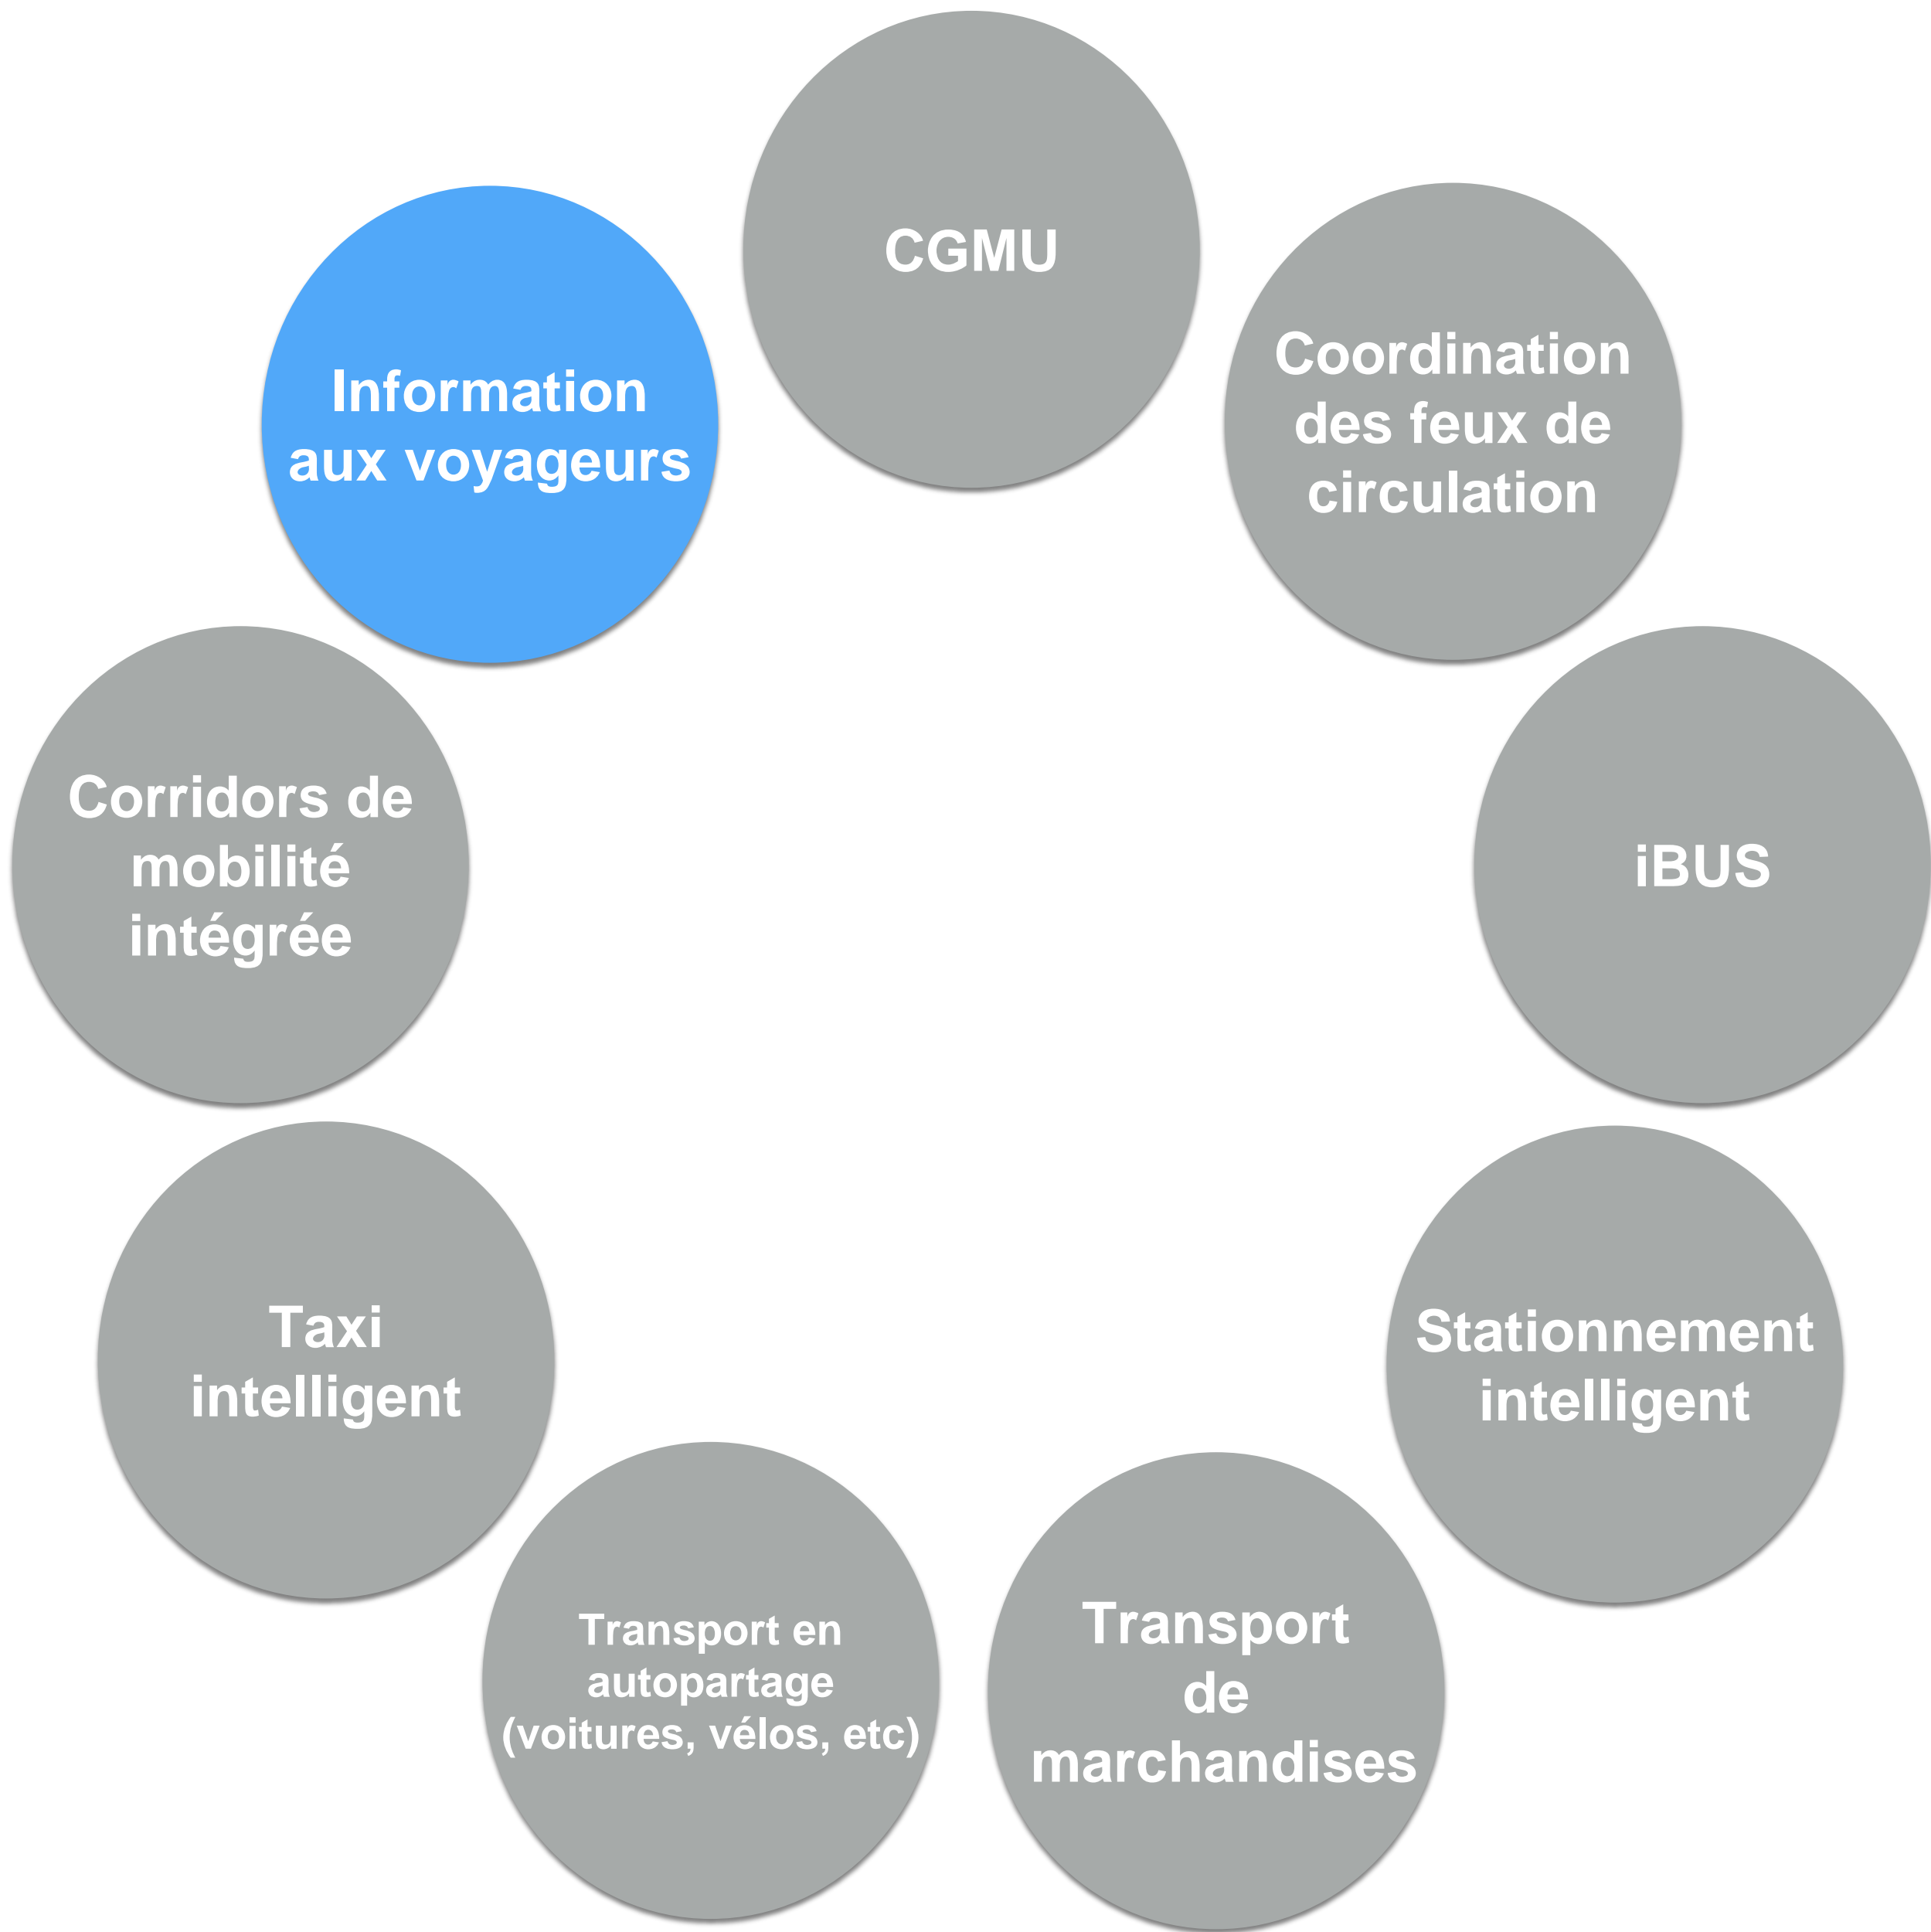 CGMU
Coordination
des feux de
circulation
iBUS
Stationnement
intelligent
Transport
de
marchandises
Transport en
autopartage
(voitures, vélos, etc)
Taxi
intelligent
Corridors de
mobilité
intégrée
Information
aux voyageurs